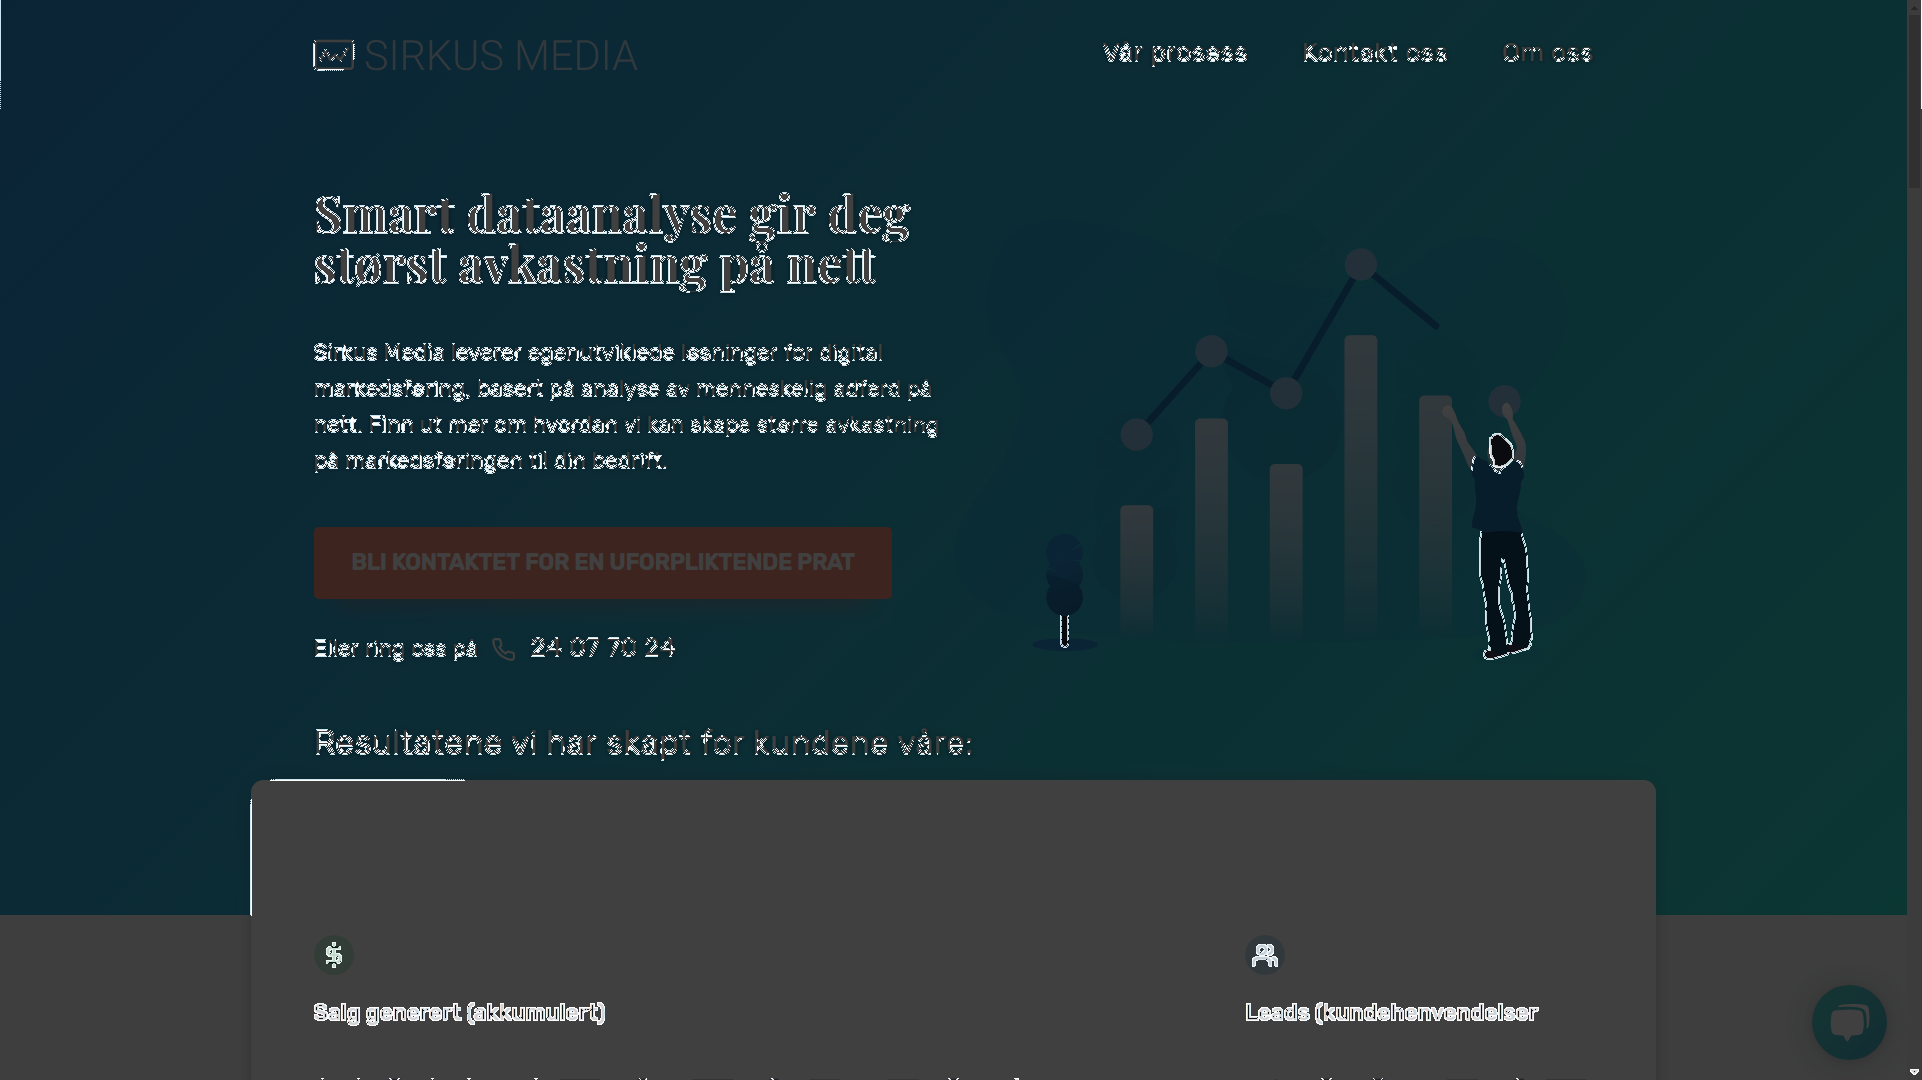 SIRKUS MEDIA
Vår prosess
Kontakt oss
Om oss
Smart dataanalyse gir deg
størst avkastning på nett
Sirkus Media leverer egenutviklede løsninger for digital
markedsføring, basert på analyse av menneskelig adferd på
nett. Finn ut mer om hvordan vi kan skape større avkastning
på markedsføringen til din bedrift.
BLI KONTAKTET FOR EN UFORPLIKTENDE PRAT
Eller ring oss på 24 07 70 24
Resultatene vi har skapt for kundene våre:
Salg generert (akkumulert)
Leads (kundehenvendelser